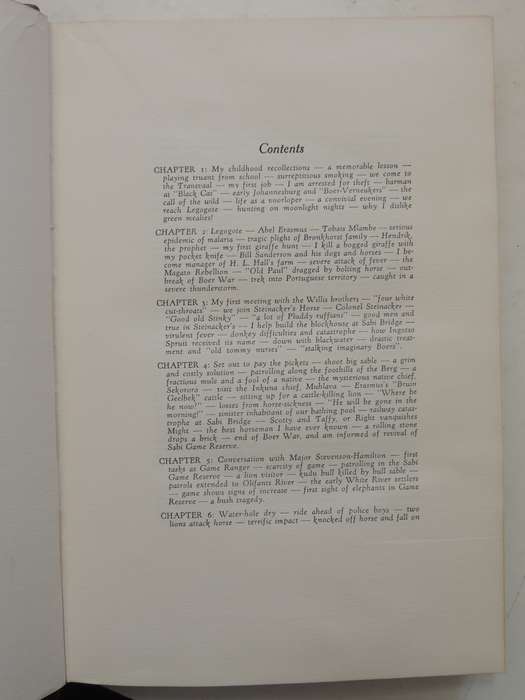 Contents
CHAPTER 1: My childhood recollections — a memorable lesson —
playing truant from school — surreptitious smoking — we come to
the Transvaal — my first job — I am arrested for theft — barman
at "Black Cat" — early Johannesburg and "Boer-Verneukers" — the
call of the wild — life as a voorloper — a convivial evening — we
reach Legogote — hunting on moonlight nights — why I dislike
green mealies!
CHAPTER 2: Legogote — Abel Erasmus — Tobais Mlambe — serious
epidemic of malaria — tragic plight of Bronkhorst family — Hendrik,
the prophet — my first giraffe hunt — I kill a bogged giraffe with
my pocket knife — Bill Sanderson and his dogs and horses — I be-
come manager of H. L. Hall's farm — severe attack of fever — the
Magato Rebellion — "Old Paul" dragged by bolting horse — out-
break of Boer War — trek into Portuguese territory — caught in a
severe thunderstorm.
CHAPTER 3: My first meeting with the Willis brothers — "four white
cut-throats" — we join Steinacker's Horse — Colonel Steinacker —
"Good old Stinky" — "a lot of Pluddy ruffians" — good men and
true in Steinacker's — I help build the blockhouse at Sabi Bridge —
virulent fever — donkey difficulties and catastrophe — how Ingwis
Spruit received its name — down with blackwater — drastic treat-
ment and "old tommy nurses" — "stalking imaginary Boers".
CHAPTER 4: Set out to pay the pickets — shoot big sable — a grim
and costly solution — patrolling along the foothills of the Berg — a
fractious mule and a fool of a native — the mysterious native chief,
Sekororo — visit the Inkuna chief, Muhlava — Erasmus's "Bruin
Geelbek" cattle — sitting up for a cattle-killing lion — "Where be
he now?" — losses from horse-sickness — "He will be gone in the
morning!" — sinister inhabitant of our bathing pool — railway catas-
trophe at Sabi Bridge — Scotty and Taffy, or Right vanquishes
Might — the best horseman I have ever known — a rolling stone
drops a brick — end of Boer War, and am informed of revival of
Sabi Game Reserve.
CHAPTER 5: Conversation with Major Stevenson-Hamilton — first
tasks as Game Ranger — scarcity of game — patrolling in the Sabi
Game Reserve — a lion visitor — kudu bull killed by bull sable —
patrols extended to Olifants River — the early White River settlers
— game shows signs of increase — first sight of elephants in Game
Reserve — a bush tragedy.
CHAPTER 6: Water-hole dry — ride ahead of police boys — two
lions attack horse — terrific impact — knocked off horse and fall on